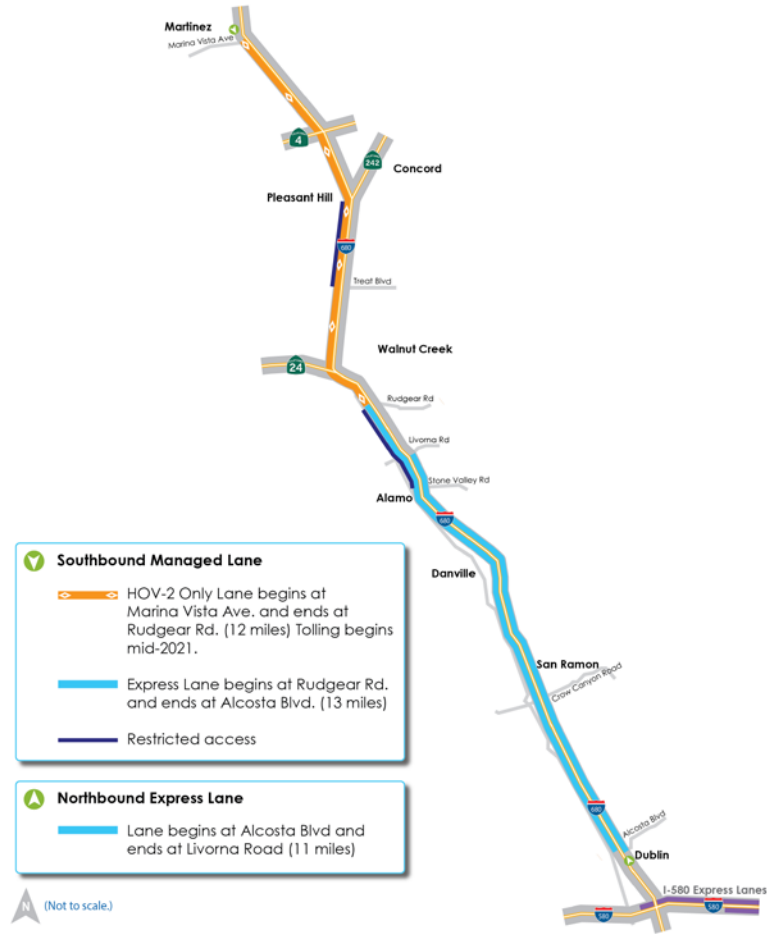 Martinez
Marina Vista Ave
4
242
Concord
Pleasant Hill
680
Treat Blvd
Walnut Creek
24
Rudgear Rd
Livorna Rd
Stone Valley Rd
Alamo
680
Danville
San Ramon
Crow Canyon Road
680
Alcosta Blvd
Dublin
I-580 Express Lanes
580
580
Southbound Managed Lane
HOV-2 Only Lane begins at
Marina Vista Ave. and ends at
Rudgear Rd. (12 miles) Tolling begins
mid-2021.
Express Lane begins at Rudgear Rd.
and ends at Alcosta Blvd. (13 miles)
Restricted access
Northbound Express Lane
Lane begins at Alcosta Blvd and
ends at Livorna Road (11 miles)
N
(Not to scale.)